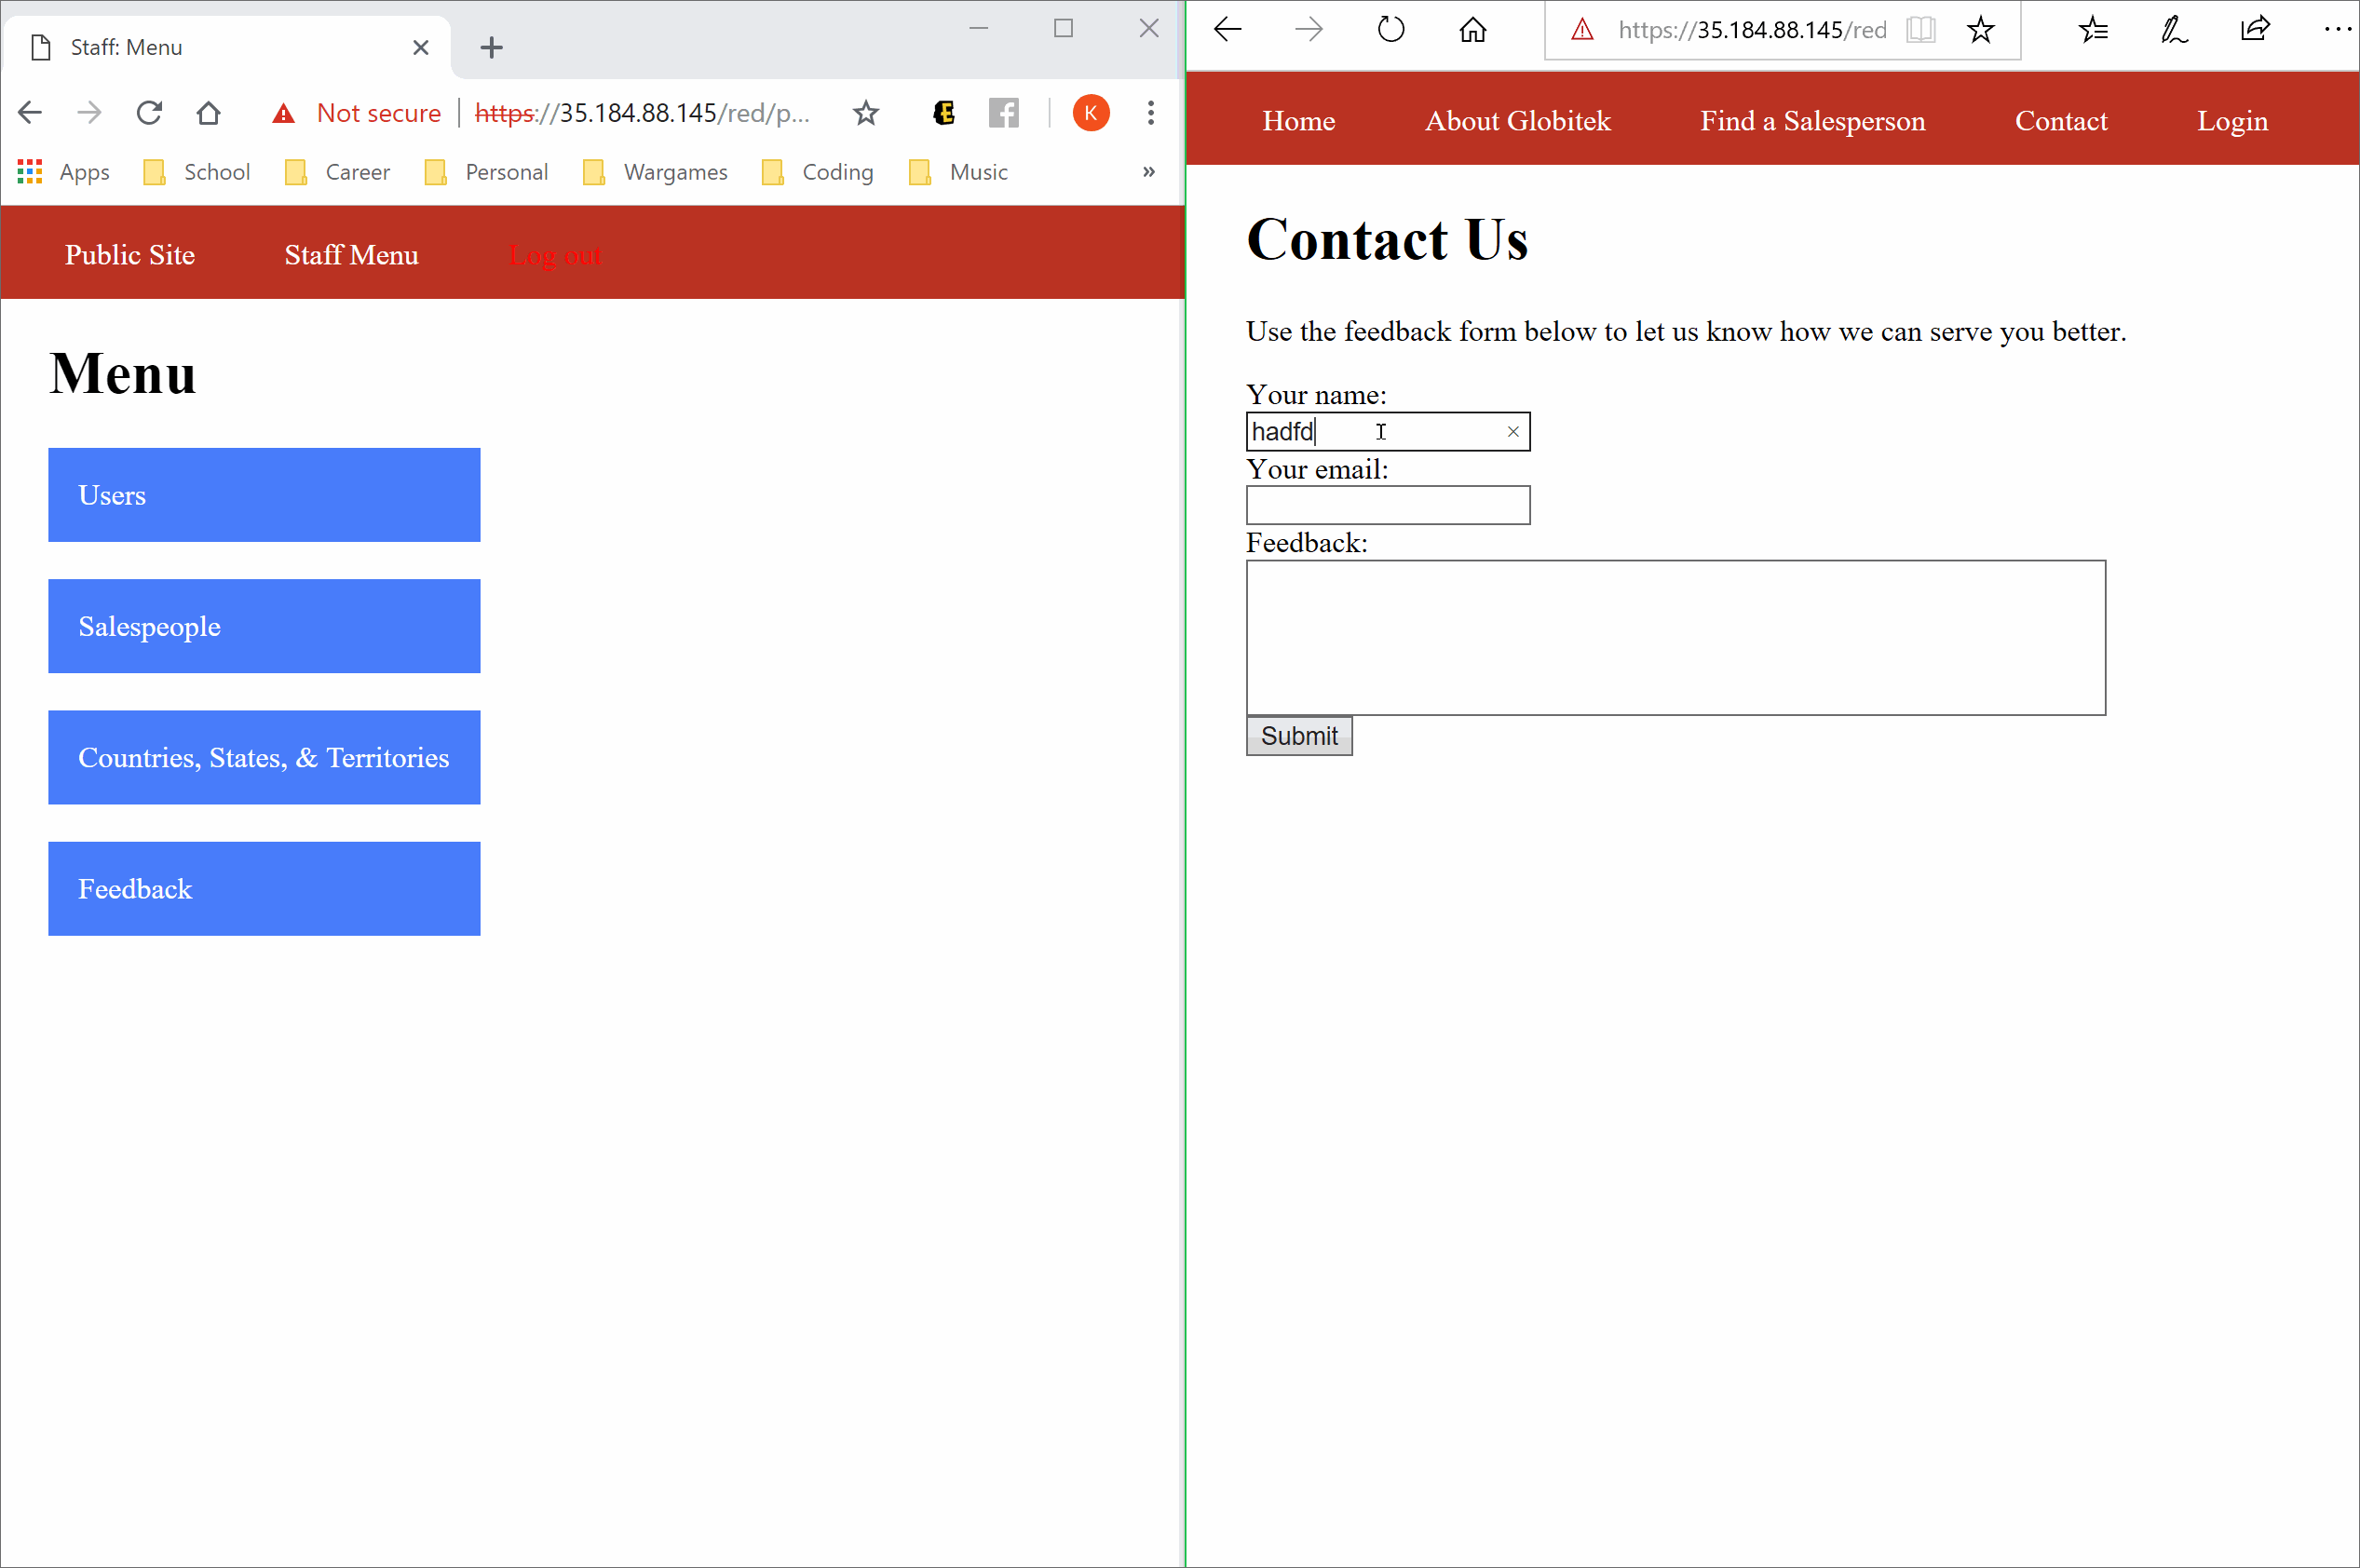 Staff: Menu
Not secure
https://35.184.88.145/red/p...
K
Apps
School
Career
Personal
Wargames
Coding
Music
»
Public Site
Staff Menu
Log out
Menu
Users
Salespeople
Countries, States, & Territories
Feedback
https://35.184.88.145/red
Home
About Globitek
Find a Salesperson
Contact
Login
Contact Us
Use the feedback form below to let us know how we can serve you better.
Your name:
hadfd
Your email:
Feedback:
Submit